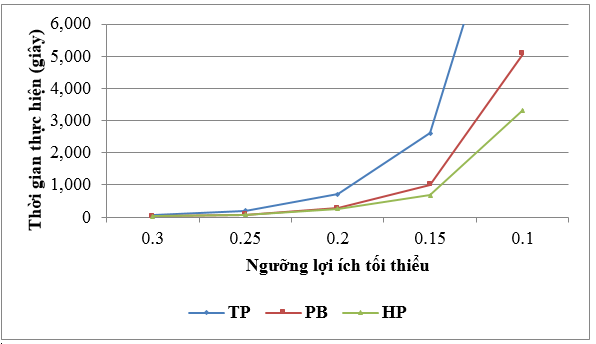 6,000
5,000
4,000
3,000
2,000
1,000
0
Thời gian thực hiện (giây)
0.3 0.25 0.2 0.15 0.1
Ngưỡng lợi ích tối thiểu
TP PB HP